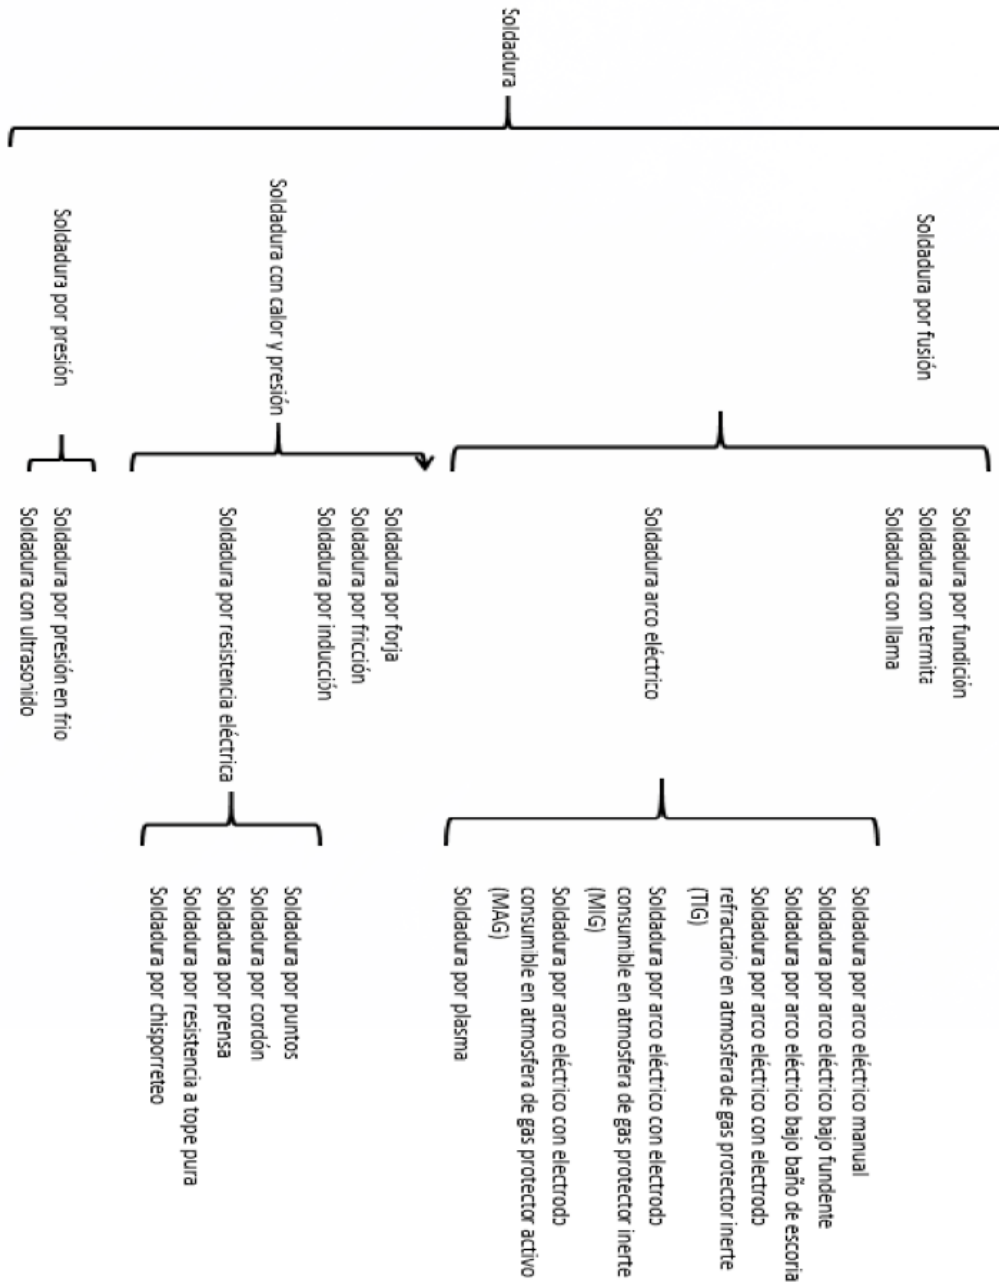 Soldadura
Soldadura por fusión
Soldadura por fundición
Soldadura con termita
Soldadura con llama
Soldadura arco eléctrico
Soldadura por arco eléctrico manual
Soldadura por arco eléctrico bajo fundente
Soldadura por arco eléctrico bajo baño de escoria
Soldadura por arco eléctrico con electrodo
refractario en atmosfera de gas protector inerte
(TIG)
Soldadura por arco eléctrico con electrodo
consumible en atmosfera de gas protector inerte
(MIG)
Soldadura por arco eléctrico con electrodo
consumible en atmosfera de gas protector activo
(MAG)
Soldadura por plasma
Soldadura con calor y presión
Soldadura por forja
Soldadura por fricción
Soldadura por inducción
Soldadura por resistencia eléctrica
Soldadura por puntos
Soldadura por cordón
Soldadura por prensa
Soldadura por resistencia a tope pura
Soldadura por chisporreteo
Soldadura por presión
Soldadura por presión en frio
Soldadura con ultrasonido